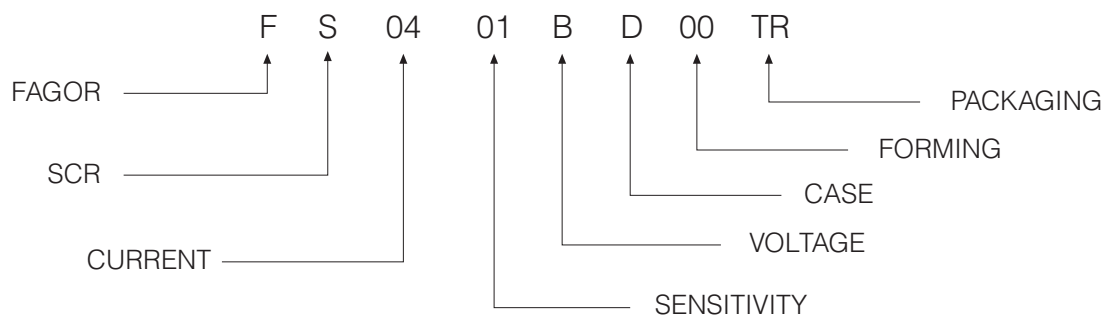 F S 04 01 B D 00 TR
FAGOR
PACKAGING
FORMING
SCR
CASE
VOLTAGE
CURRENT
SENSITIVITY